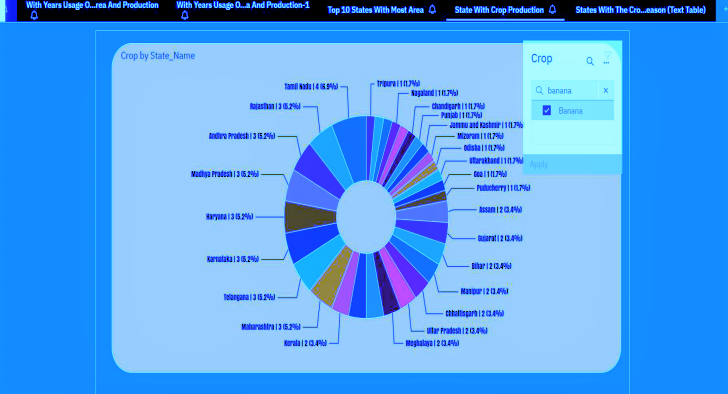 With Years Usage O...rea And Production
With Years Usage O...a And Production-1
Top 10 States With Most Area
State With Crop Production
States With The Cro...eason (Text Table)
Crop by State_Name
Crop
banana
x
Banana
Apply
Tripura | 1 (1.7%)
Nagaland | 1 (1.7%)
Chandigarh | 1 (1.7%)
Punjab | 1 (1.7%)
Jammu and Kashmir | 1 (1.7%
Mizoram | 1 (1.7%)
Odisha | 1 (1.7%)
Uttarakhand | 1 (1.7%
Goa | 1 (1.7%)
Puducherry | 1 (1.7%
Assam | 2 (3.4%)
Gujarat | 2 (3.4%)
Bihar | 2 (3.4%)
Manipur | 2 (3.4%)
Chhattisgarh | 2 (3.4%)
Uttar Pradesh | 2 (3.4%)
Meghalaya | 2 (3.4%)
Kerala | 2 (3.4%)
Maharashtra | 3 (5.2%)
Telangana | 3 (5.2%)
Karnataka | 3 (5.2%)
Haryana | 3 (5.2%)
Madhya Pradesh | 3 (5.2%)
Andhra Pradesh | 3 (5.2%)
Rajasthan | 3 (5.2%)
Tamil Nadu | 4 (6.9%)